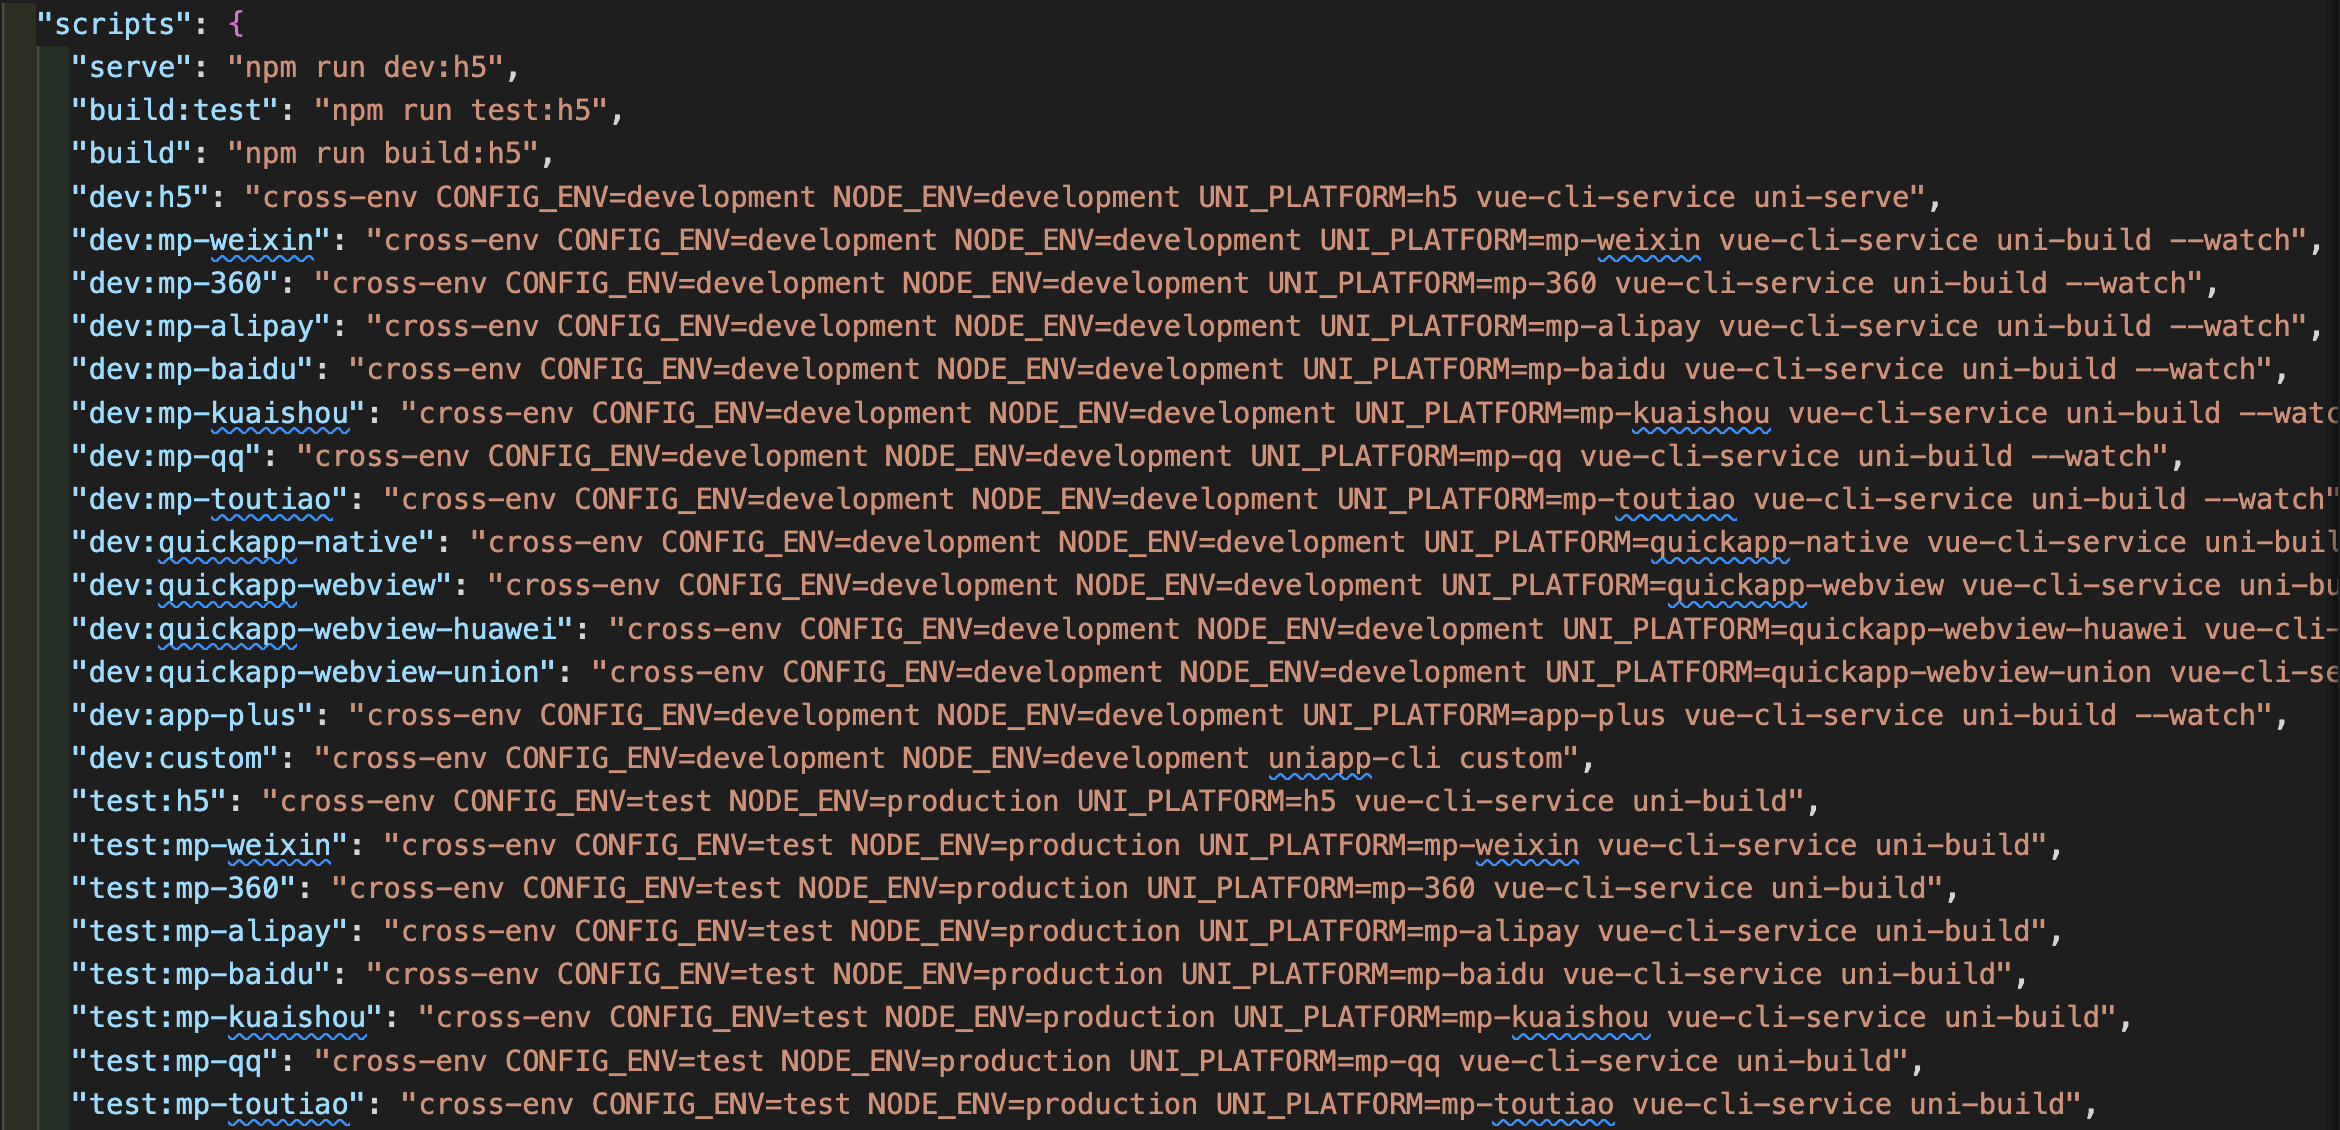 "scripts": {
"serve": "npm run dev:h5",
"build:test": "npm run test:h5",
"build": "npm run build:h5",
"dev:h5": "cross-env CONFIG_ENV=development NODE_ENV=development UNI_PLATFORM=h5 vue-cli-service uni-serve",
"dev:mp-weixin": "cross-env CONFIG_ENV=development NODE_ENV=development UNI_PLATFORM=mp-weixin vue-cli-service uni-build --watch",
"dev:mp-360": "cross-env CONFIG_ENV=development NODE_ENV=development UNI_PLATFORM=mp-360 vue-cli-service uni-build --watch",
"dev:mp-alipay": "cross-env CONFIG_ENV=development NODE_ENV=development UNI_PLATFORM=mp-alipay vue-cli-service uni-build --watch",
"dev:mp-baidu": "cross-env CONFIG_ENV=development NODE_ENV=development UNI_PLATFORM=mp-baidu vue-cli-service uni-build --watch",
"dev:mp-kuaishou": "cross-env CONFIG_ENV=development NODE_ENV=development UNI_PLATFORM=mp-kuaishou vue-cli-service uni-build --watc
"dev:mp-qq": "cross-env CONFIG_ENV=development NODE_ENV=development UNI_PLATFORM=mp-qq vue-cli-service uni-build --watch",
"dev:mp-toutiao": "cross-env CONFIG_ENV=development NODE_ENV=development UNI_PLATFORM=mp-toutiao vue-cli-service uni-build --watch"
"dev:quickapp-native": "cross-env CONFIG_ENV=development NODE_ENV=development UNI_PLATFORM=quickapp-native vue-cli-service uni-buil
"dev:quickapp-webview": "cross-env CONFIG_ENV=development NODE_ENV=development UNI_PLATFORM=quickapp-webview vue-cli-service uni-bu
"dev:quickapp-webview-huawei": "cross-env CONFIG_ENV=development NODE_ENV=development UNI_PLATFORM=quickapp-webview-huawei vue-cli-
"dev:quickapp-webview-union": "cross-env CONFIG_ENV=development NODE_ENV=development UNI_PLATFORM=quickapp-webview-union vue-cli-se
"dev:app-plus": "cross-env CONFIG_ENV=development NODE_ENV=development UNI_PLATFORM=app-plus vue-cli-service uni-build --watch",
"dev:custom": "cross-env CONFIG_ENV=development NODE_ENV=development uniapp-cli custom",
"test:h5": "cross-env CONFIG_ENV=test NODE_ENV=production UNI_PLATFORM=h5 vue-cli-service uni-build",
"test:mp-weixin": "cross-env CONFIG_ENV=test NODE_ENV=production UNI_PLATFORM=mp-weixin vue-cli-service uni-build",
"test:mp-360": "cross-env CONFIG_ENV=test NODE_ENV=production UNI_PLATFORM=mp-360 vue-cli-service uni-build",
"test:mp-alipay": "cross-env CONFIG_ENV=test NODE_ENV=production UNI_PLATFORM=mp-alipay vue-cli-service uni-build",
"test:mp-baidu": "cross-env CONFIG_ENV=test NODE_ENV=production UNI_PLATFORM=mp-baidu vue-cli-service uni-build",
"test:mp-kuaishou": "cross-env CONFIG_ENV=test NODE_ENV=production UNI_PLATFORM=mp-kuaishou vue-cli-service uni-build",
"test:mp-qq": "cross-env CONFIG_ENV=test NODE_ENV=production UNI_PLATFORM=mp-qq vue-cli-service uni-build",
"test:mp-toutiao": "cross-env CONFIG_ENV=test NODE_ENV=production UNI_PLATFORM=mp-toutiao vue-cli-service uni-build",